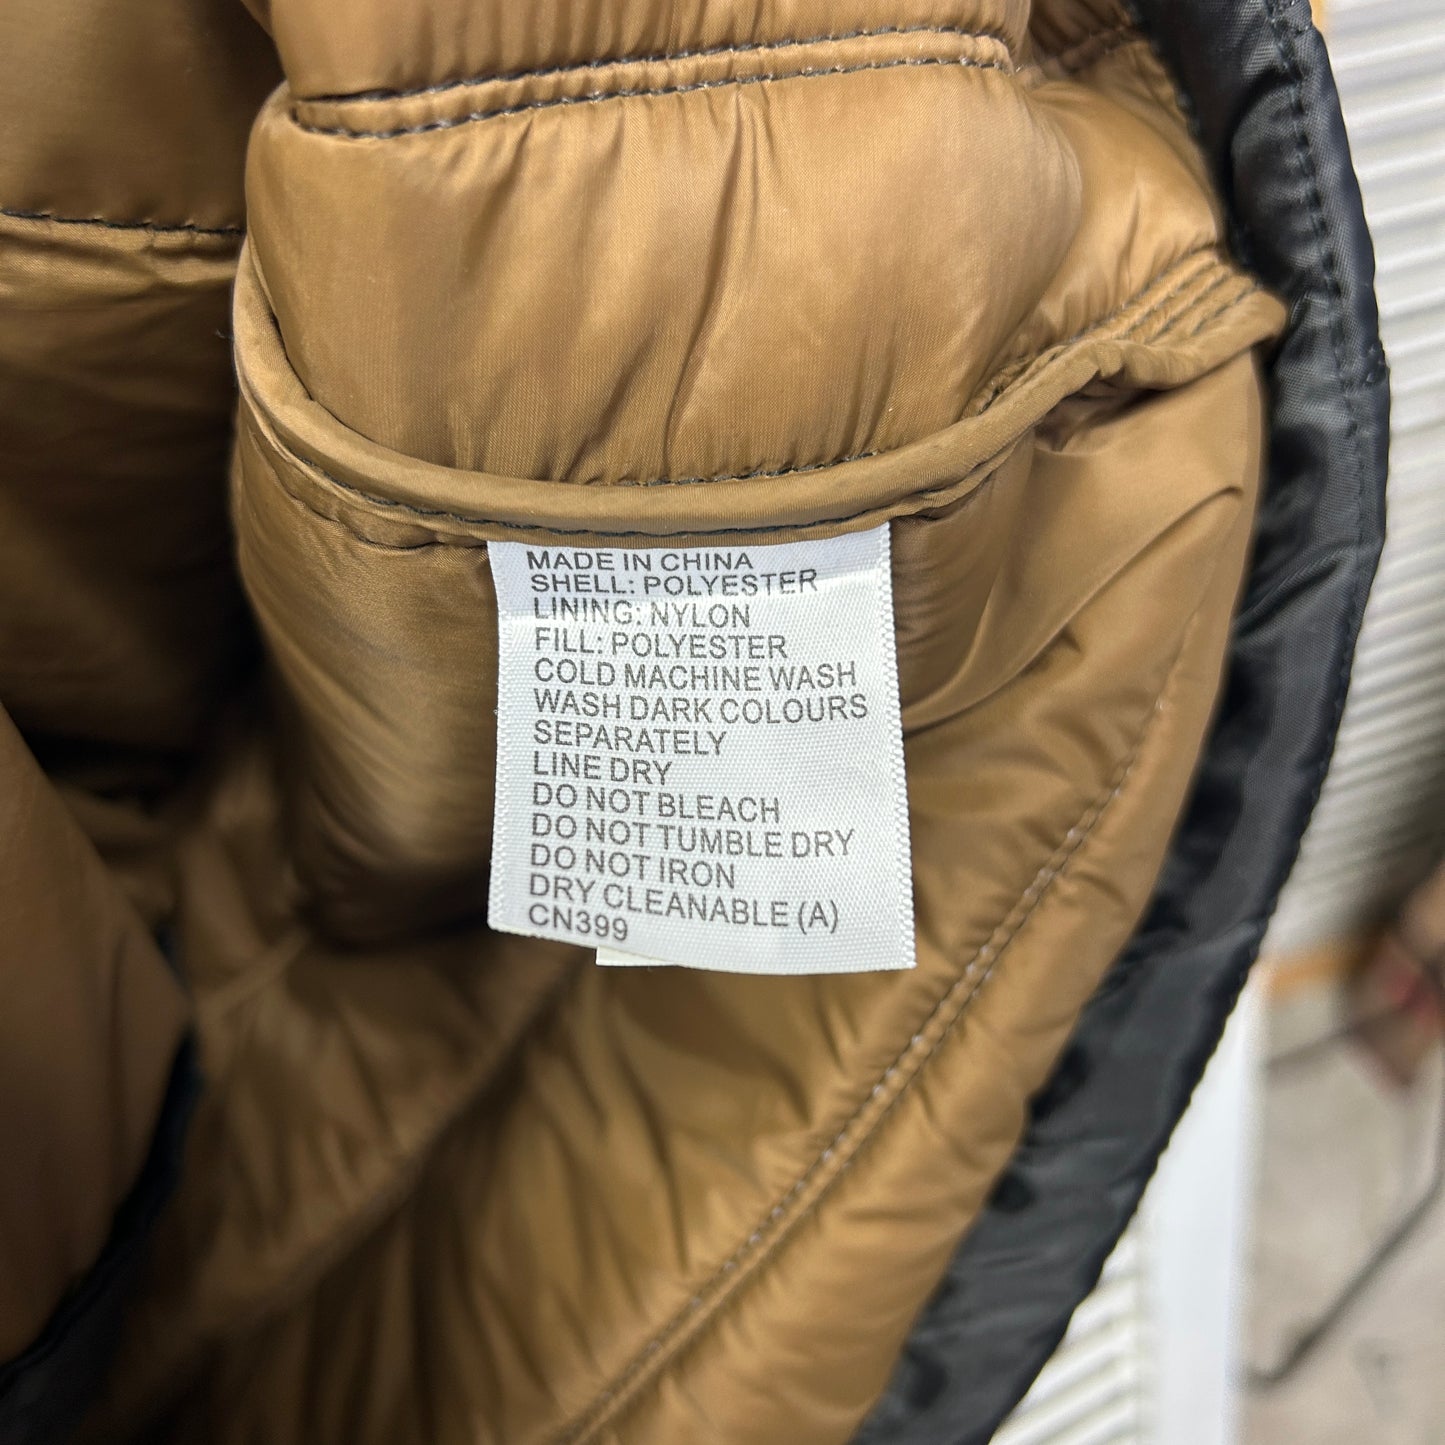 MADE IN CHINA
SHELL: POLYESTER
LINING: NYLON
FILL: POLYESTER
COLD MACHINE WASH
WASH DARK COLOURS
SEPARATELY
LINE DRY
DO NOT BLEACH
DO NOT TUMBLE DRY
DO NOT IRON
DRY CLEANABLE (A)
CN399